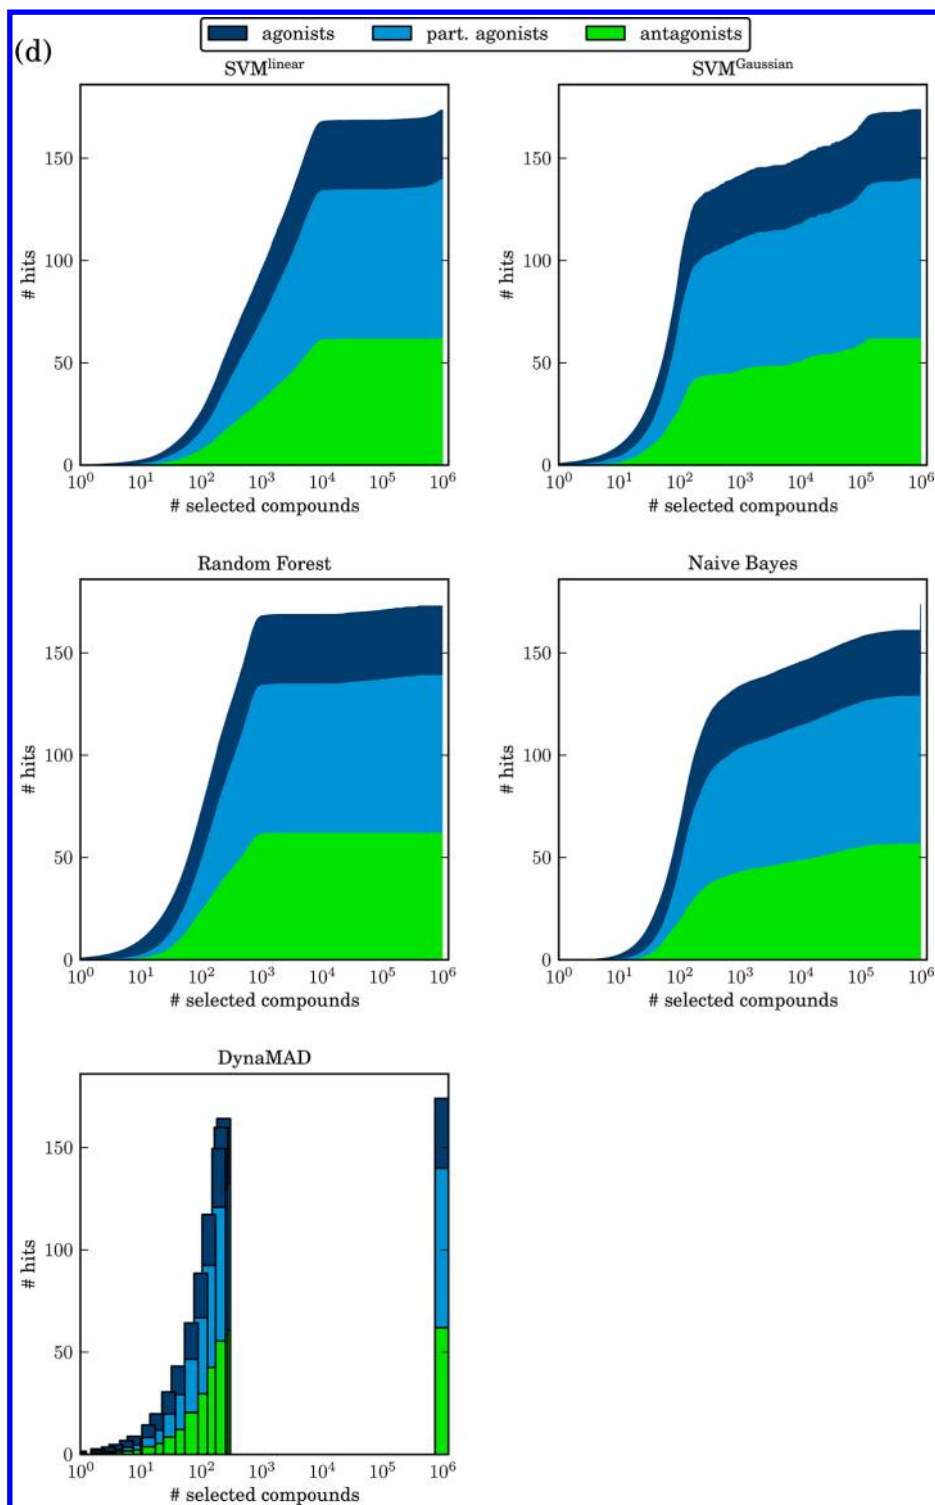 (d)
agonists part. agonists antagonists
SVM^linear SVM^Gaussian
150 150
100 100
50 50
0 0
# hits # hits
10^0 10^1 10^2 10^3 10^4 10^5 10^6 10^0 10^1 10^2 10^3 10^4 10^5 10^6
# selected compounds # selected compounds
Random Forest Naive Bayes
150 150
100 100
50 50
0 0
# hits # hits
10^0 10^1 10^2 10^3 10^4 10^5 10^6 10^0 10^1 10^2 10^3 10^4 10^5 10^6
# selected compounds # selected compounds
DynaMAD
150
100
50
0
# hits
10^0 10^1 10^2 10^3 10^4 10^5 10^6
# selected compounds